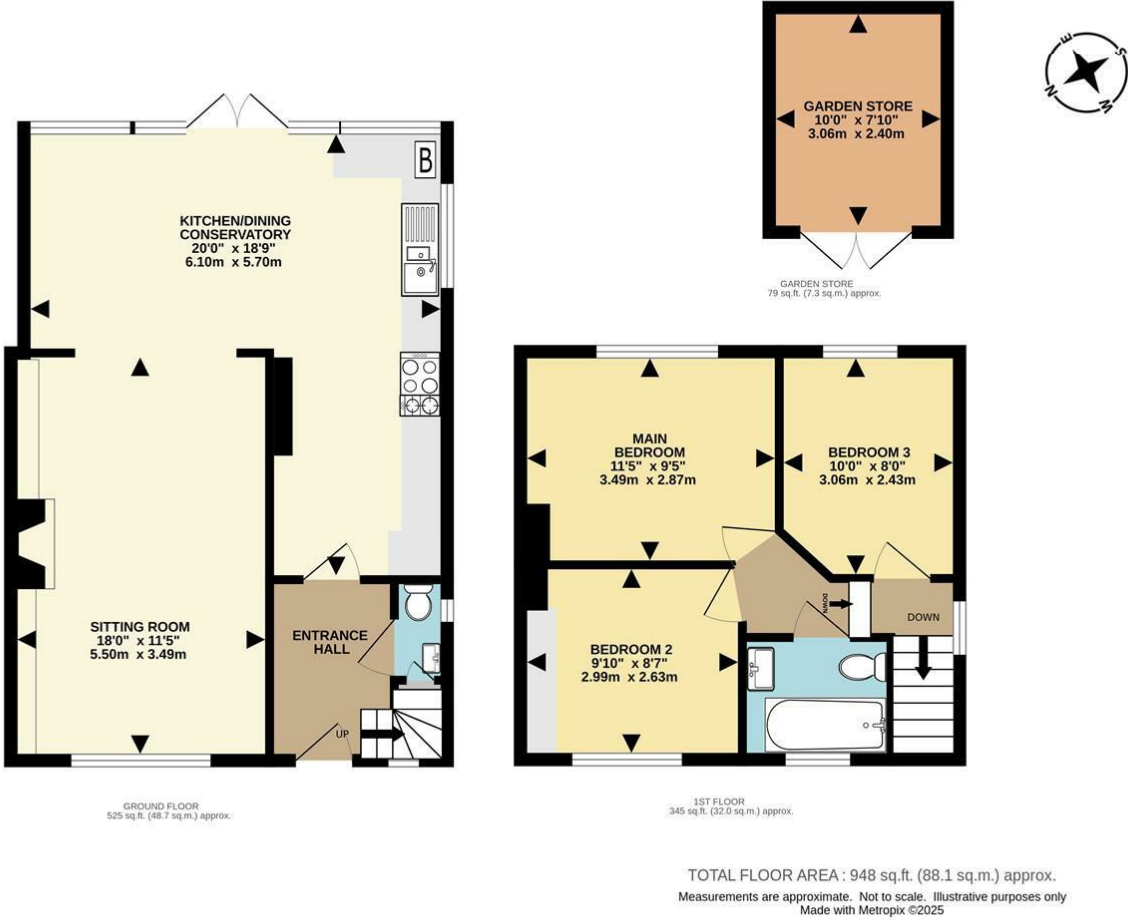 KITCHEN/DINING
CONSERVATORY
20'0" x 18'9"
6.10m x 5.70m
B
SITTING ROOM
18'0" x 11'5"
5.50m x 3.49m
ENTRANCE
HALL
UP
GROUND FLOOR
525 sq.ft. (48.7 sq.m.) approx.
GARDEN STORE
10'0" x 7'10"
3.06m x 2.40m
GARDEN STORE
79 sq.ft. (7.3 sq.m.) approx.
E
S
N
W
MAIN
BEDROOM
11'5" x 9'5"
3.49m x 2.87m
BEDROOM 3
10'0" x 8'0"
3.06m x 2.43m
DOWN
DOWN
BEDROOM 2
9'10" x 8'7"
2.99m x 2.63m
1ST FLOOR
345 sq.ft. (32.0 sq.m.) approx.
TOTAL FLOOR AREA : 948 sq.ft. (88.1 sq.m.) approx.
Measurements are approximate. Not to scale. Illustrative purposes only
Made with Metropix ©2025